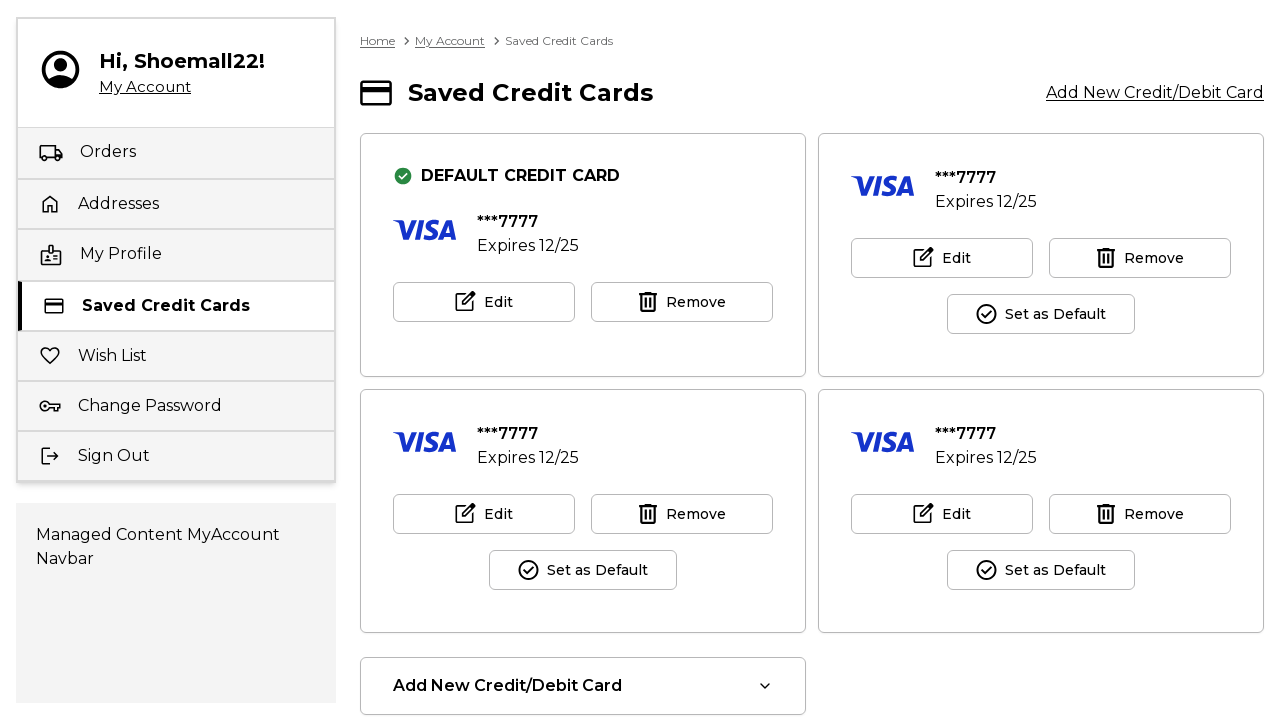 Hi, Shoemall22!
My Account
Orders
Addresses
My Profile
Saved Credit Cards
Wish List
Change Password
Sign Out
Managed Content MyAccount
Navbar
Home > My Account > Saved Credit Cards
Saved Credit Cards
Add New Credit/Debit Card
DEFAULT CREDIT CARD
VISA
***7777
Expires 12/25
Edit
Remove
VISA
***7777
Expires 12/25
Edit
Remove
Set as Default
VISA
***7777
Expires 12/25
Edit
Remove
Set as Default
VISA
***7777
Expires 12/25
Edit
Remove
Set as Default
Add New Credit/Debit Card